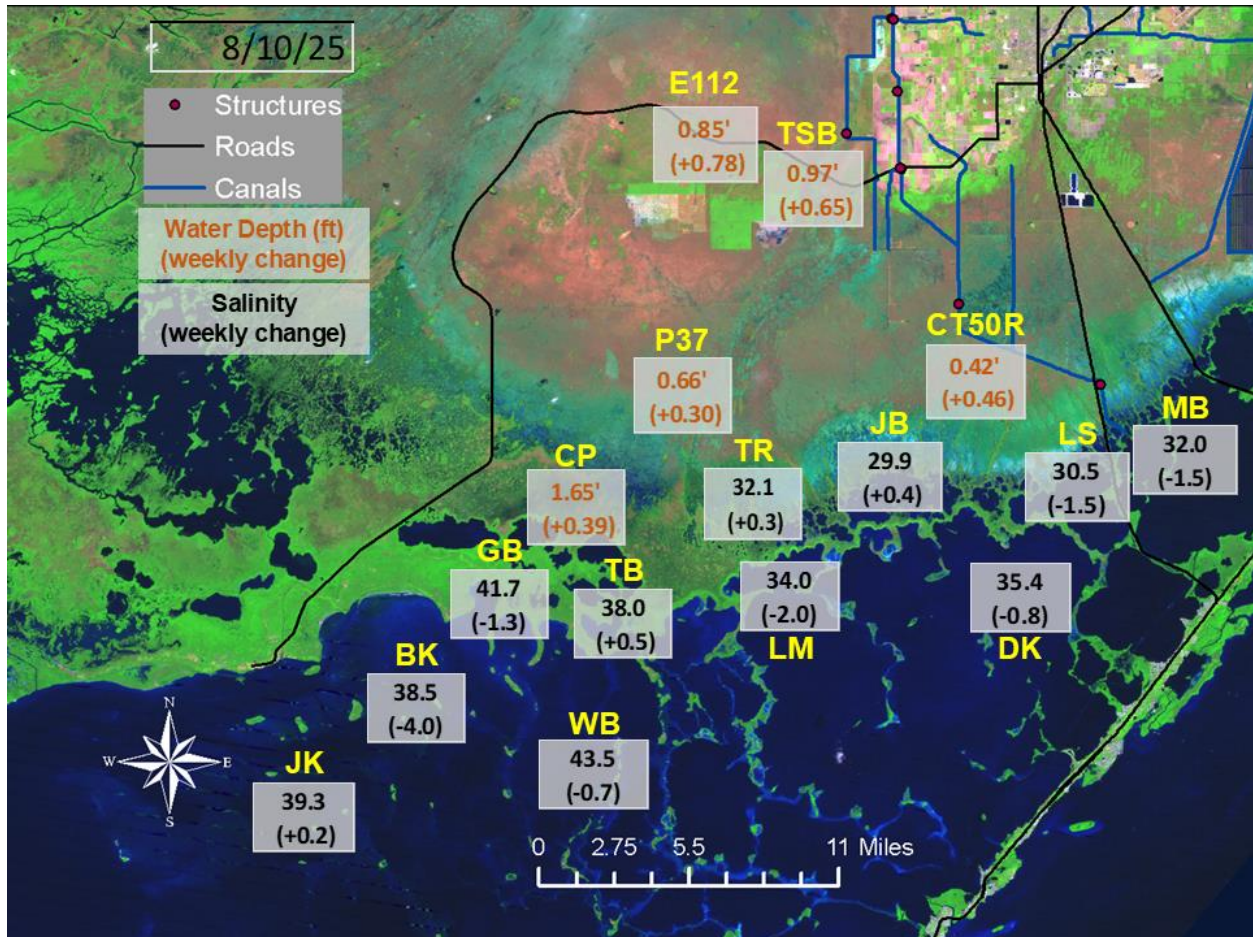 8/10/25
Structures
Roads
Canals
Water Depth (ft)
(weekly change)
Salinity
(weekly change)
E112
0.85'
(+0.78)
TSB
0.97'
(+0.65)
P37
0.66'
(+0.30)
CT50R
0.42'
(+0.46)
CP
1.65'
(+0.39)
TR
32.1
(+0.3)
JB
29.9
(+0.4)
LS
30.5
(-1.5)
MB
32.0
(-1.5)
GB
41.7
(-1.3)
TB
38.0
(+0.5)
34.0
(-2.0)
LM
35.4
(-0.8)
DK
BK
38.5
(-4.0)
WB
43.5
(-0.7)
JK
39.3
(+0.2)
N
W E
S
0 2.75 5.5 11 Miles